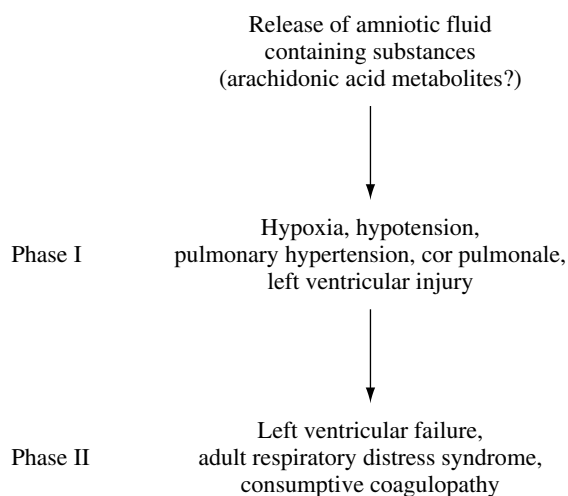 Release of amniotic fluid
containing substances
(arachidonic acid metabolites?)
Hypoxia, hypotension,
Phase I pulmonary hypertension, cor pulmonale,
left ventricular injury
Left ventricular failure,
Phase II adult respiratory distress syndrome,
consumptive coagulopathy